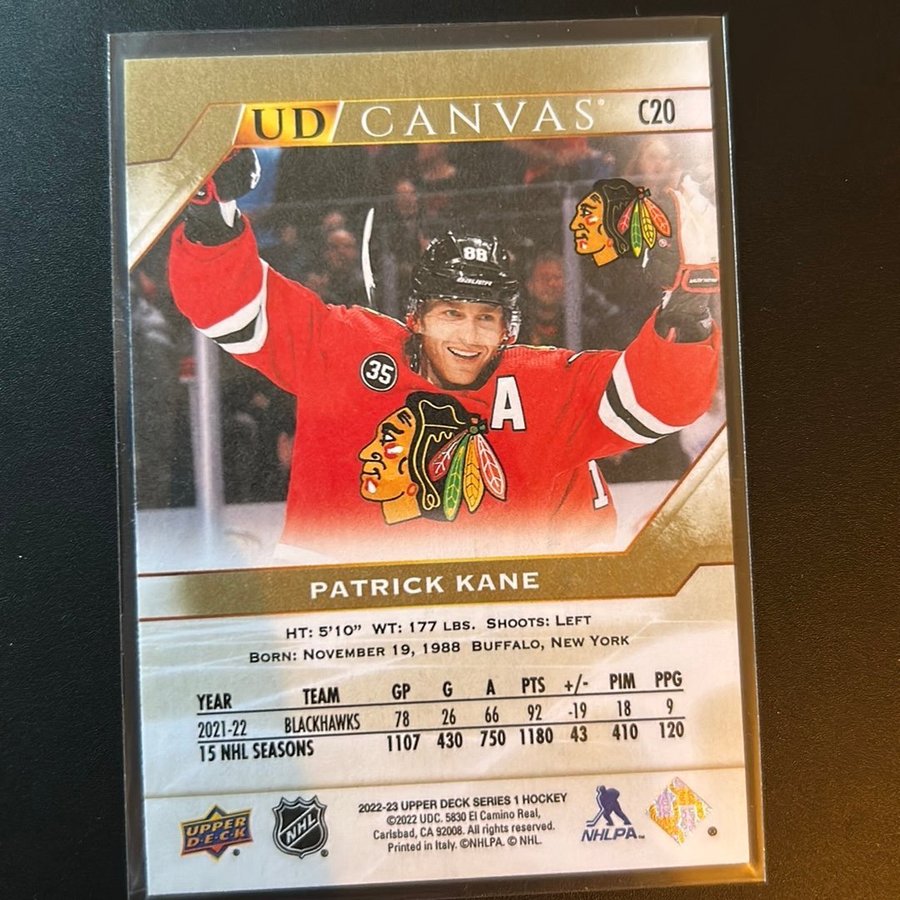 UD CANVAS® C20
88
BAUER
35
A
PATRICK KANE
HT: 5'10" WT: 177 LBS. SHOOTS: LEFT
BORN: NOVEMBER 19, 1988 BUFFALO, NEW YORK
YEAR TEAM GP G A PTS +/- PIM PPG
2021-22 BLACKHAWKS 78 26 66 92 -19 18 9
15 NHL SEASONS 1107 430 750 1180 43 410 120
UPPER DECK
NHL
2022-23 UPPER DECK SERIES 1 HOCKEY
©2022 UDC. 5830 El Camino Real,
Carlsbad, CA 92008. All rights reserved.
Printed in Italy. ©NHLPA. © NHL.
NHLPA™